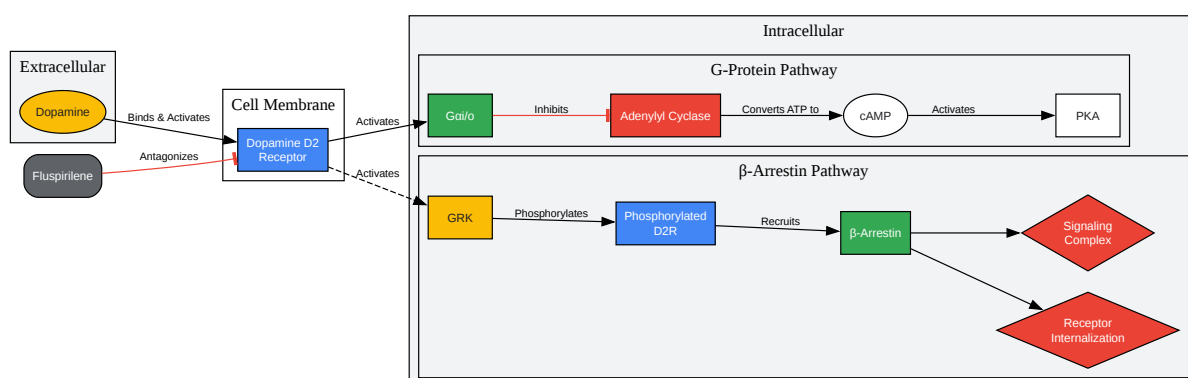 Intracellular
G-Protein Pathway
Extracellular
Cell Membrane
Dopamine
Binds & Activates
Dopamine D2
Receptor
Activates
Gαi/o
Inhibits
Adenylyl Cyclase
Converts ATP to
cAMP
Activates
PKA
Fluspirilene
Antagonizes
Activates
β-Arrestin Pathway
GRK
Phosphorylates
Phosphorylated
D2R
Recruits
β-Arrestin
Signaling
Complex
Receptor
Internalization